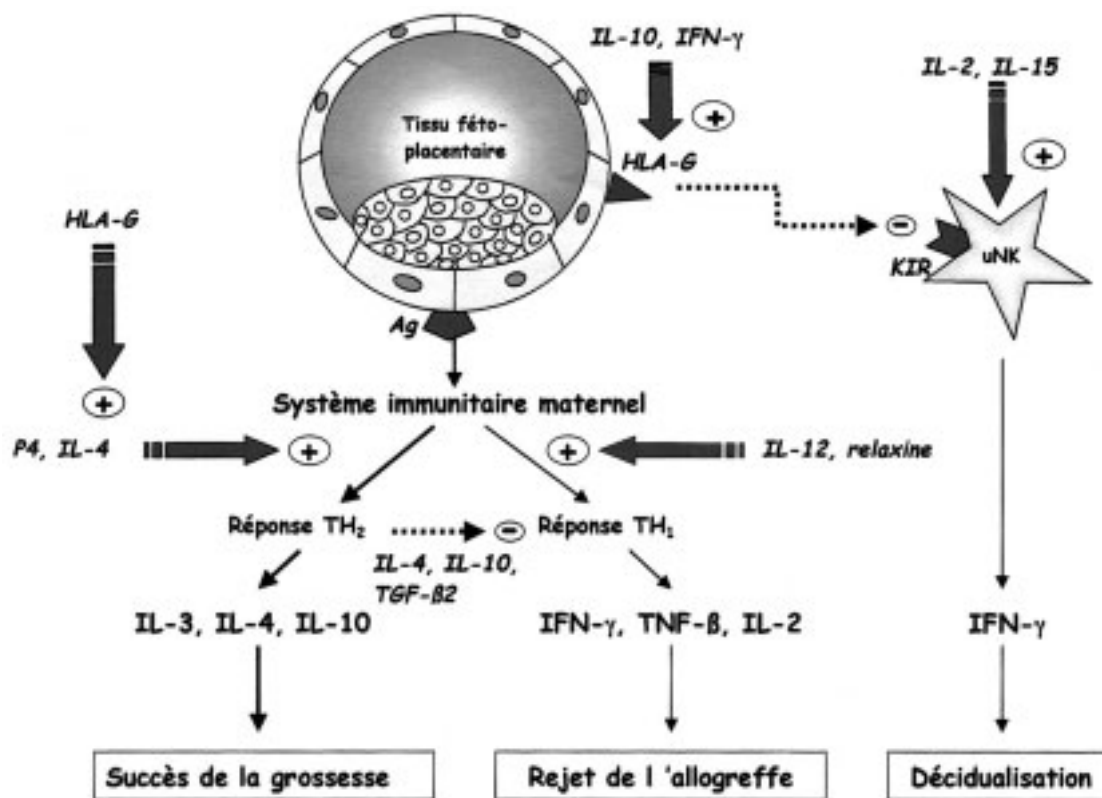 IL-10, IFN-γ
IL-2, IL-15
+
+
Tissu féto-
placentaire
HLA-G
HLA-G
-
KIR
uNK
Ag
+
Système immunitaire maternel
P4, IL-4
+
+
IL-12, relaxine
Réponse TH₂
-
Réponse TH₁
IL-4, IL-10,
TGF-ß2
IL-3, IL-4, IL-10
IFN-γ, TNF-ß, IL-2
IFN-γ
Succès de la grossesse
Rejet de l 'allogreffe
Décidualisation